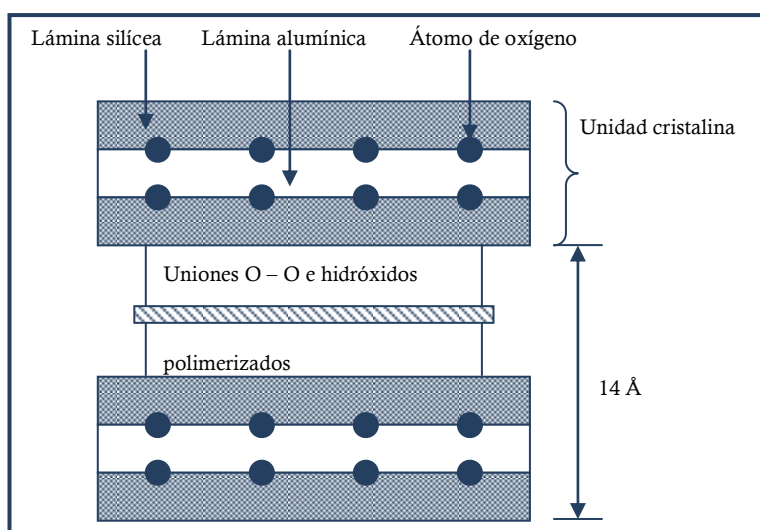 Lámina silícea
Lámina alumínica
Átomo de oxígeno
Unidad cristalina
Uniones O – O e hidróxidos
polimerizados
14 Å